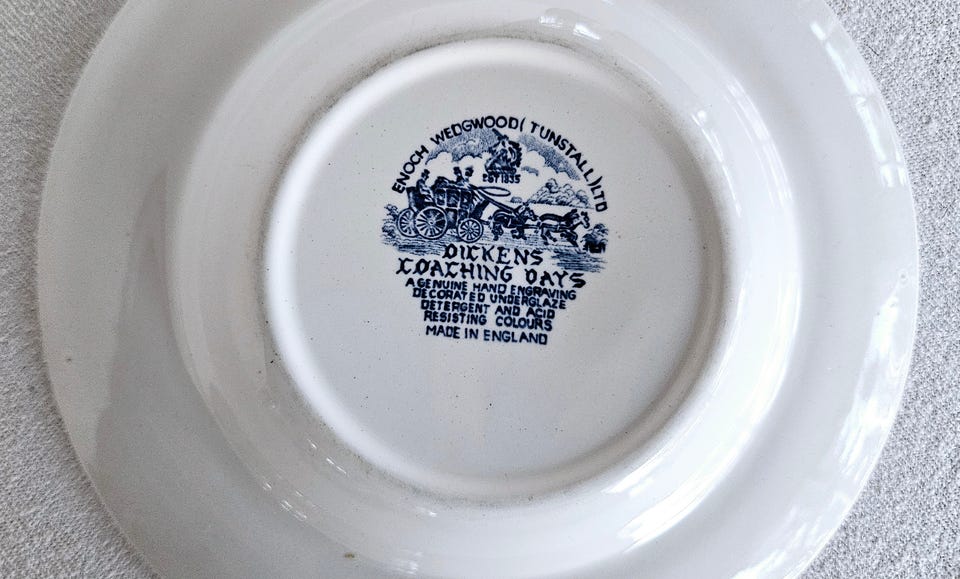 ENOCH WEDGWOOD (TUNSTALL) LTD
EST 1835
DICKENS
COACHING DAYS
A GENUINE HAND ENGRAVING
DECORATED UNDERGLAZE
DETERGENT AND ACID
RESISTING COLOURS
MADE IN ENGLAND